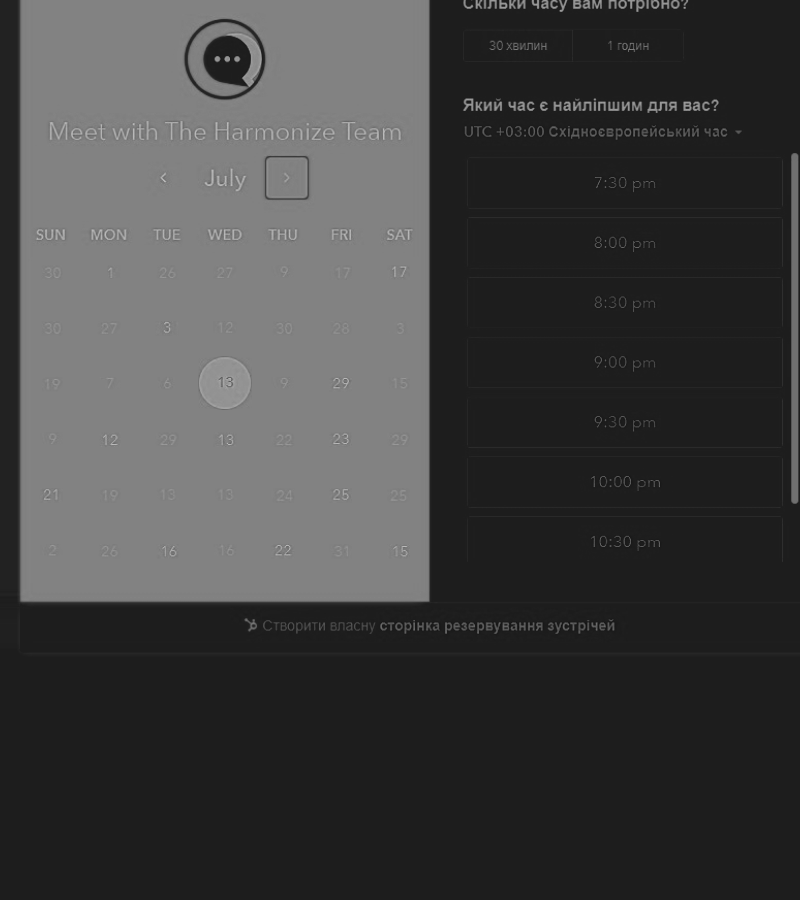 Meet with The Harmonize Team
July
SUN MON TUE WED THU FRI SAT
30 1 26 27 9 17 17
30 27 3 12 30 28 3
19 7 6 13 9 29 15
9 12 29 13 22 23 29
21 19 13 13 24 25 25
2 26 16 16 22 31 15
Скільки часу вам потрібно?
30 хвилин 1 годин
Який час є найліпшим для вас?
UTC +03:00 Східноєвропейський час
7:30 pm
8:00 pm
8:30 pm
9:00 pm
9:30 pm
10:00 pm
10:30 pm
Створити власну сторінка резервування зустрічей